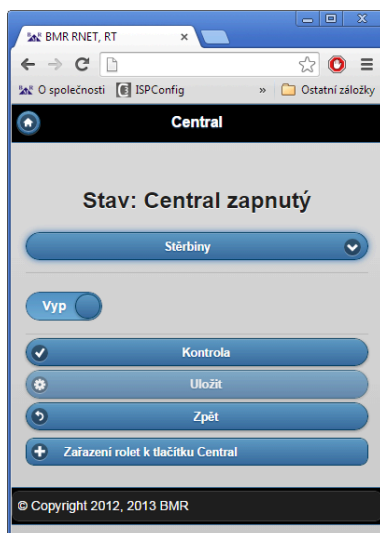 BMR RNET, RT
O společnosti ISPConfig » Ostatní záložky
Central
Stav: Central zapnutý
Stěrbiny
Vyp
Kontrola
Uložit
Zpět
Zařazení rolet k tlačítku Central
© Copyright 2012, 2013 BMR